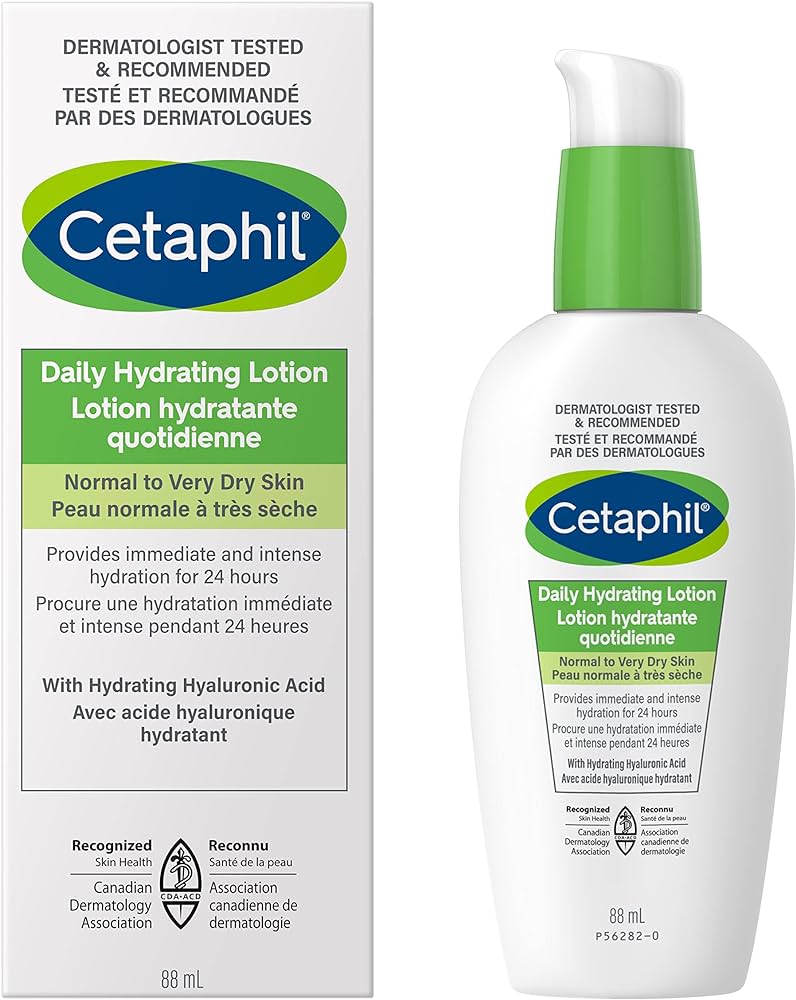 DERMATOLOGIST TESTED
& RECOMMENDED
TESTÉ ET RECOMMANDÉ
PAR DES DERMATOLOGUES
Cetaphil®
Daily Hydrating Lotion
Lotion hydratante
quotidienne
Normal to Very Dry Skin
Peau normale à très sèche
Provides immediate and intense
hydration for 24 hours
Procure une hydratation immédiate
et intense pendant 24 heures
With Hydrating Hyaluronic Acid
Avec acide hyaluronique
hydratant
Recognized
Skin Health
Canadian
Dermatology
Association
CDA·ACD
Reconnu
Santé de la peau
Association
canadienne de
dermatologie
88 mL
DERMATOLOGIST TESTED
& RECOMMENDED
TESTÉ ET RECOMMANDÉ
PAR DES DERMATOLOGUES
Cetaphil®
Daily Hydrating Lotion
Lotion hydratante
quotidienne
Normal to Very Dry Skin
Peau normale à très sèche
Provides immediate and intense
hydration for 24 hours
Procure une hydratation immédiate
et intense pendant 24 heures
With Hydrating Hyaluronic Acid
Avec acide hyaluronique hydratant
Recognized
Skin Health
Canadian
Dermatology
Association
CDA·ACD
Reconnu
Santé de la peau
Association
canadienne de
dermatologie
88 mL
P56282-0